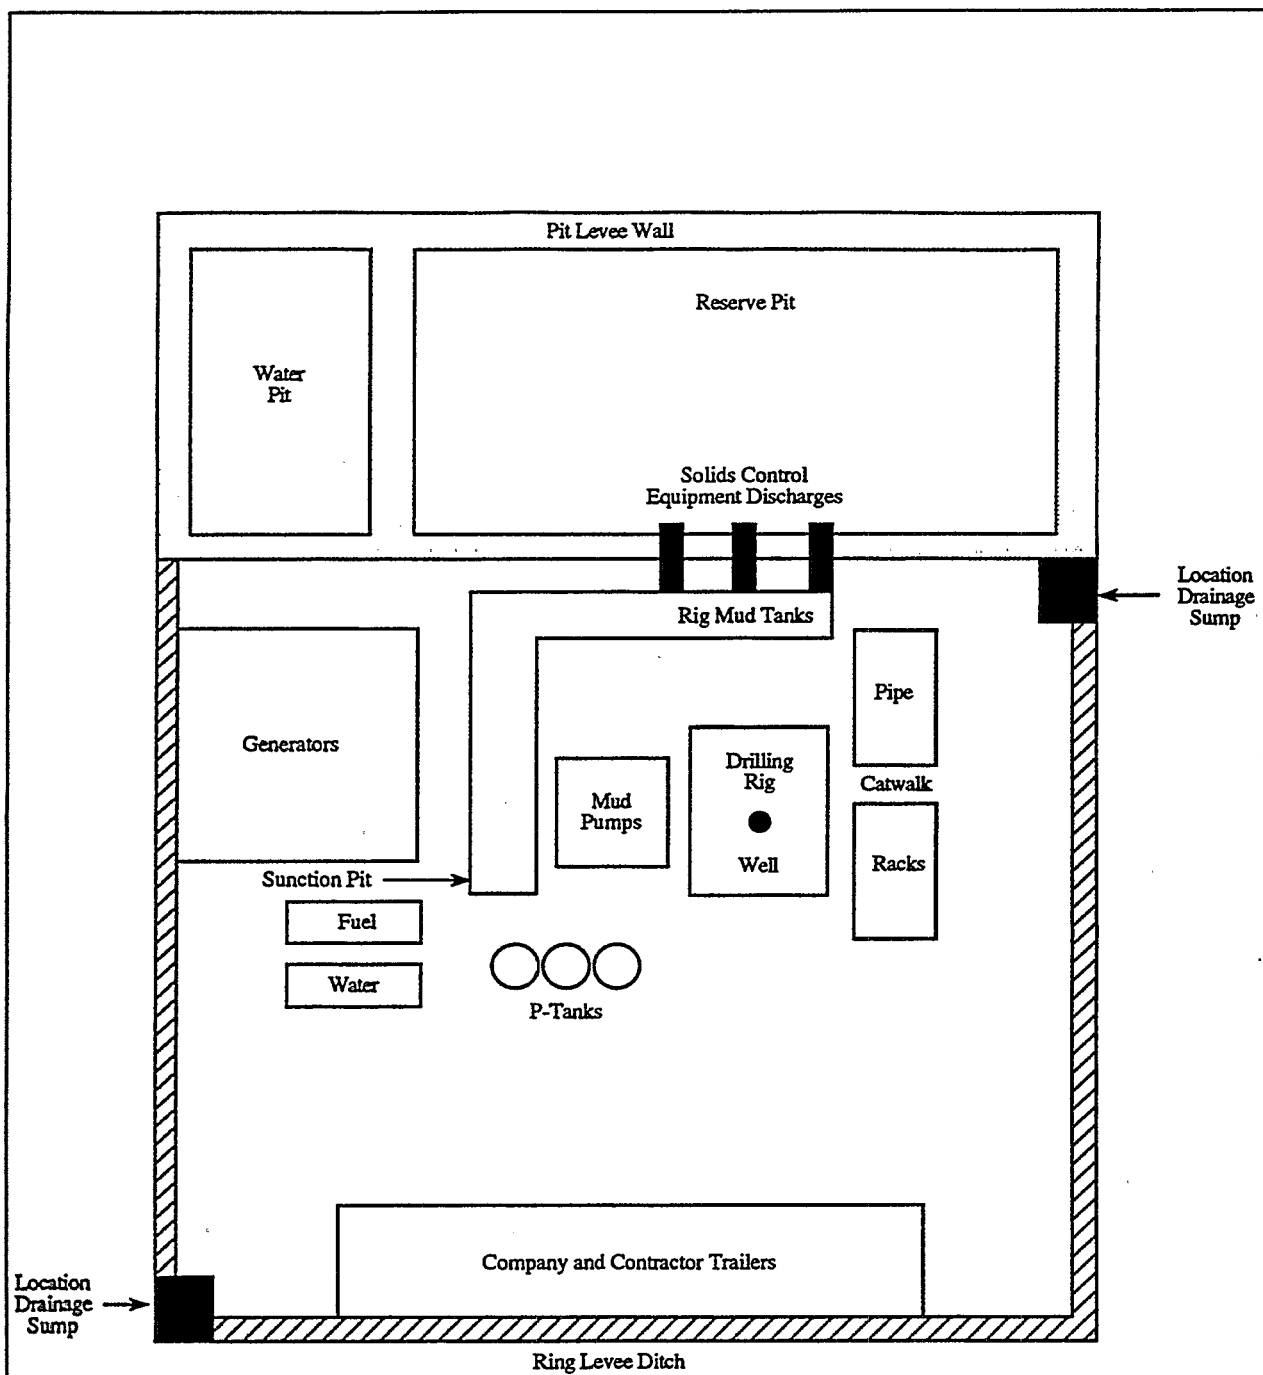 Pit Levee Wall
Reserve Pit
Water
Pit
Solids Control
Equipment Discharges
Location
Drainage
Sump
Rig Mud Tanks
Pipe
Generators
Drilling
Rig
Catwalk
Mud
Pumps
Well
Racks
Sunction Pit
Fuel
Water
P-Tanks
Company and Contractor Trailers
Location
Drainage
Sump
Ring Levee Ditch